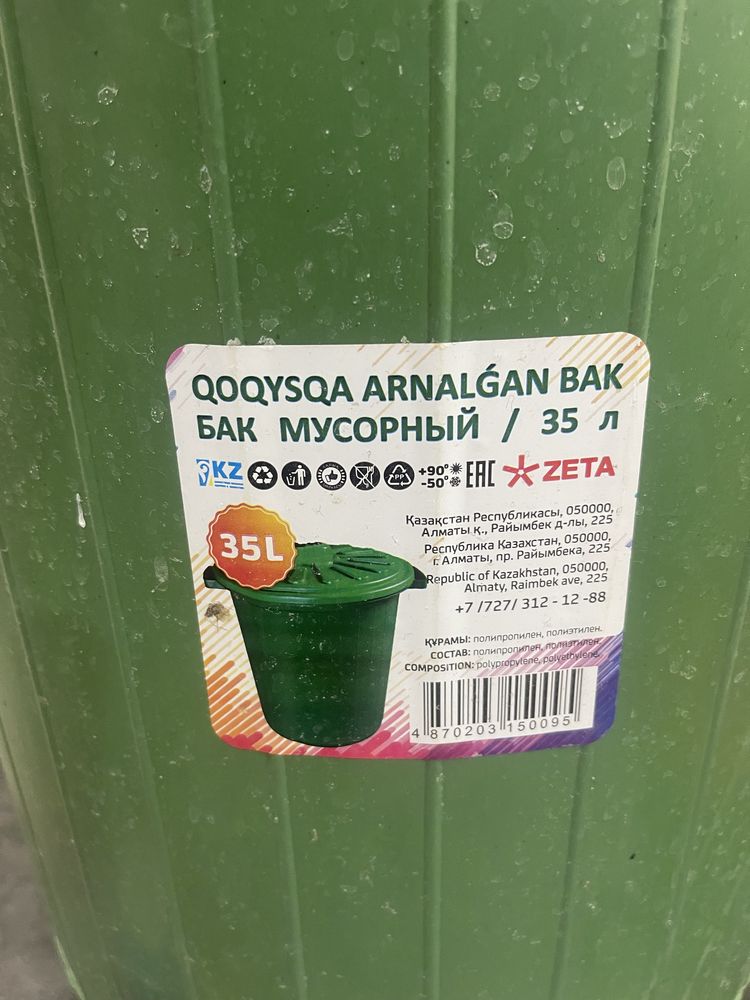 QOQYSQA ARNALǴAN BAK
БАК МУСОРНЫЙ / 35 л
KZ
PP
+90°
-50°
EAC
ZETA
35L
Қазақстан Республикасы, 050000,
Алматы қ., Райымбек д-лы, 225
Республика Казахстан, 050000,
г. Алматы, пр. Райымбека, 225
Republic of Kazakhstan, 050000,
Almaty, Raimbek ave, 225
+7 /727/ 312 - 12 -88
ҚҰРАМЫ: полипропилен, полиэтилен.
СОСТАВ: полипропилен, полиэтилен.
COMPOSITION: polypropylene, polyethylene.
4 870203 150095